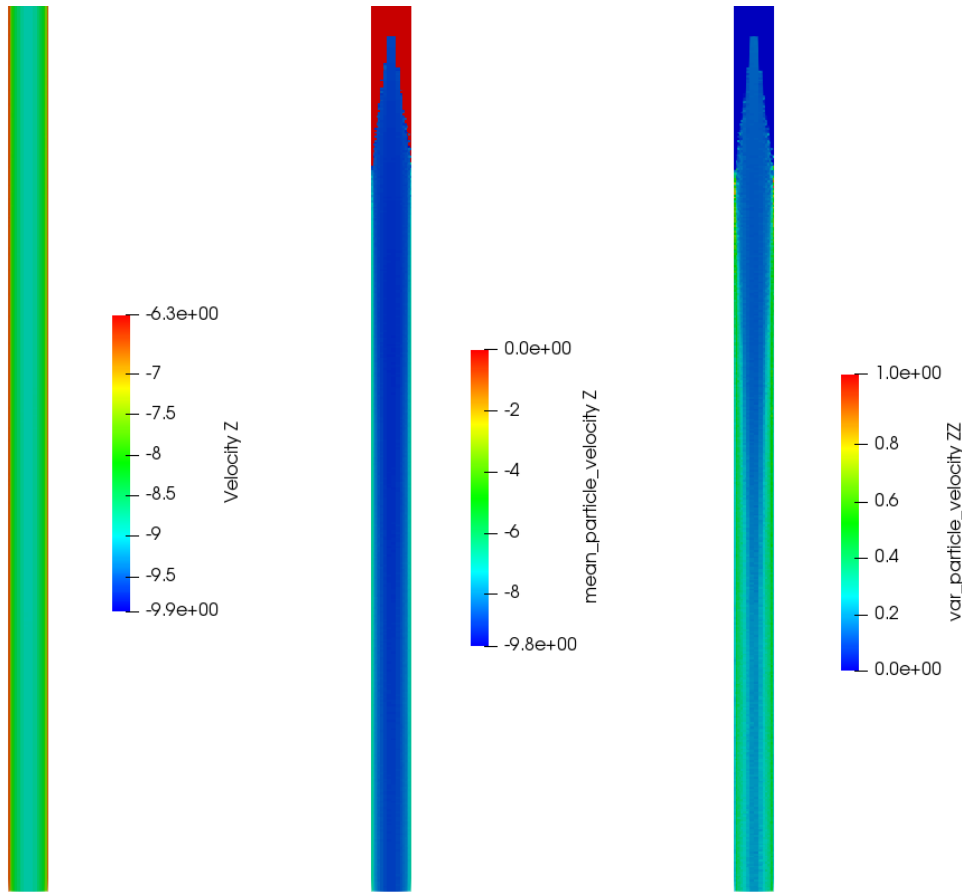 -6.3e+00
-7
-7.5
-8
-8.5
-9
-9.5
-9.9e+00
Velocity Z
0.0e+00
-2
-4
-6
-8
-9.8e+00
mean_particle_velocity Z
1.0e+00
0.8
0.6
0.4
0.2
0.0e+00
var_particle_velocity ZZ